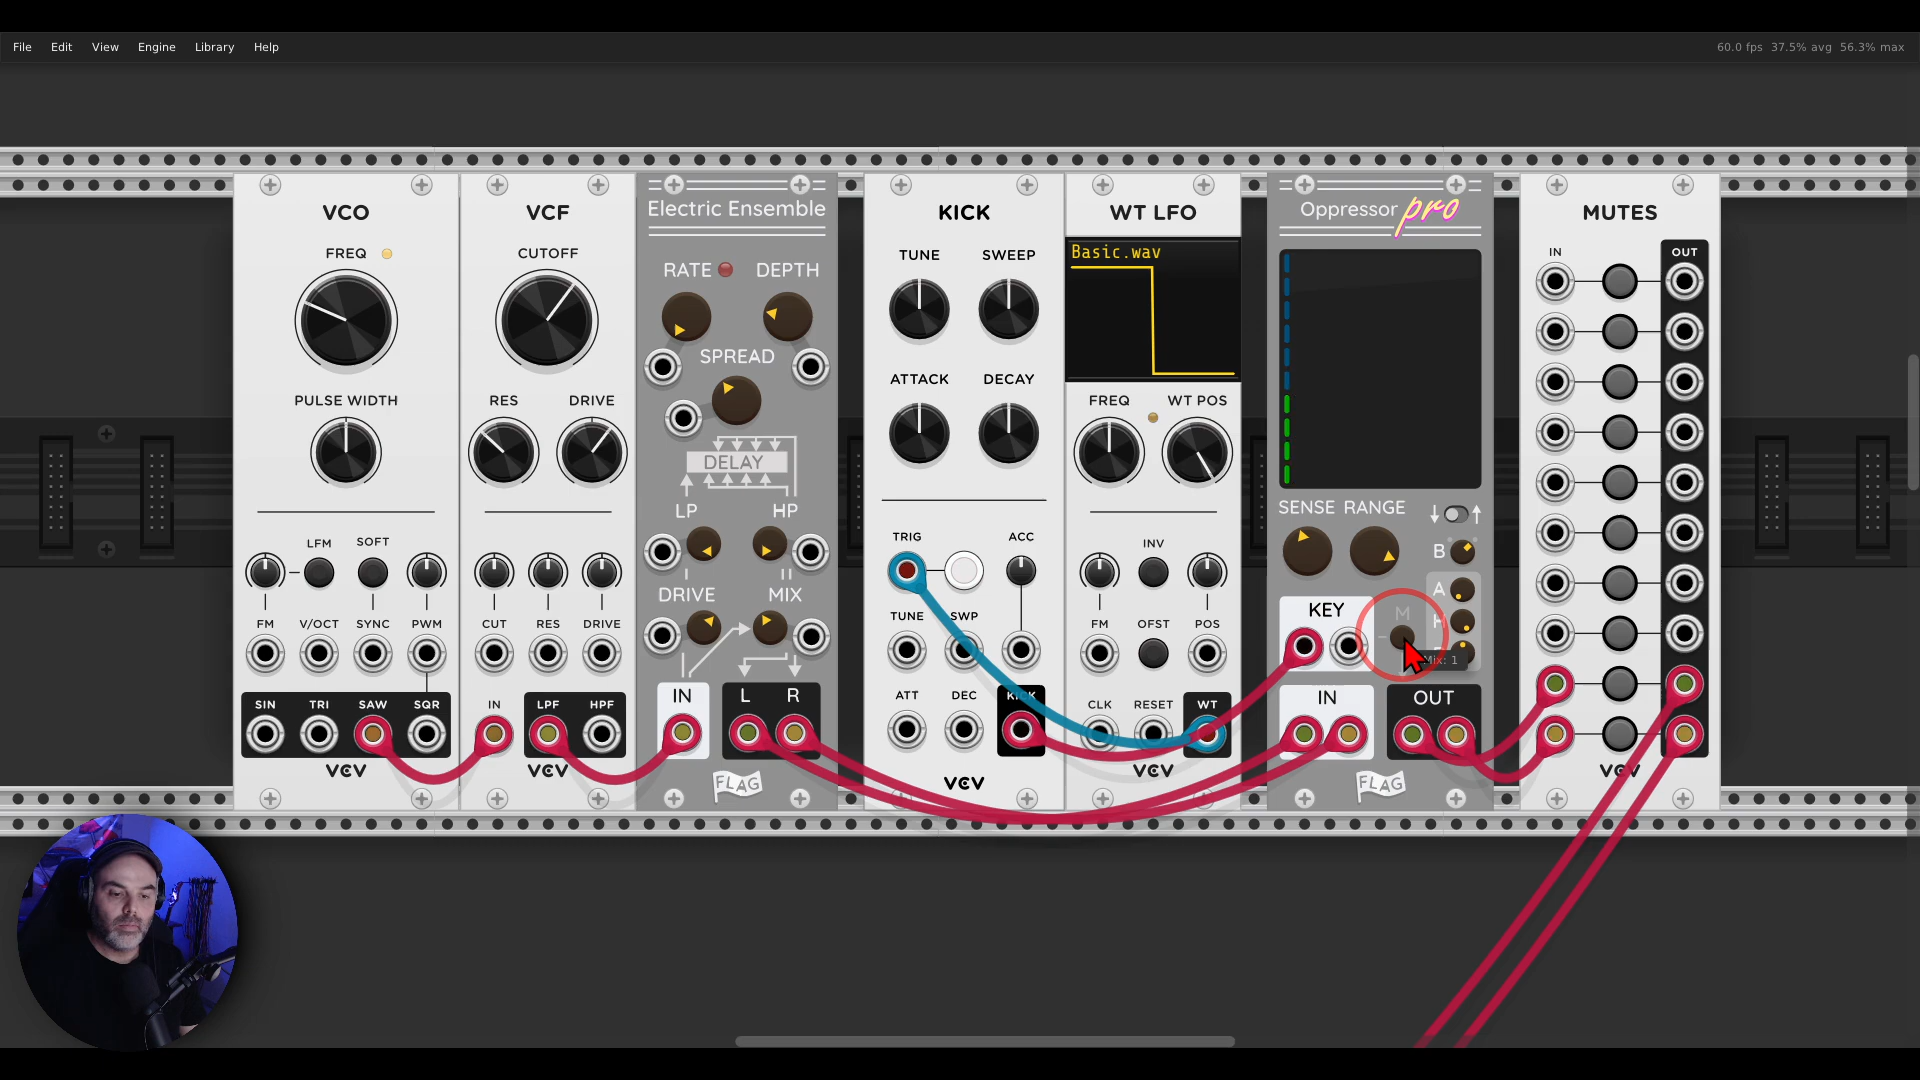 File Edit View Engine Library Help
60.0 fps 37.5% avg 56.3% max
VCO
FREQ
PULSE WIDTH
LFM SOFT
FM V/OCT SYNC PWM
SIN TRI SAW SQR
VCV
VCF
CUTOFF
RES DRIVE
CUT RES DRIVE
IN LPF HPF
VCV
Electric Ensemble
RATE DEPTH
SPREAD
DELAY
LP HP
DRIVE MIX
IN L R
FLAG
KICK
TUNE SWEEP
ATTACK DECAY
TRIG ACC
TUNE SWP
ATT DEC KICK
VCV
WT LFO
Basic.wav
FREQ WT POS
INV
FM OFST POS
CLK RESET WT
VCV
Oppressor pro
SENSE RANGE
B
A
KEY M
Mix: 1
IN OUT
FLAG
MUTES
IN OUT
VCV